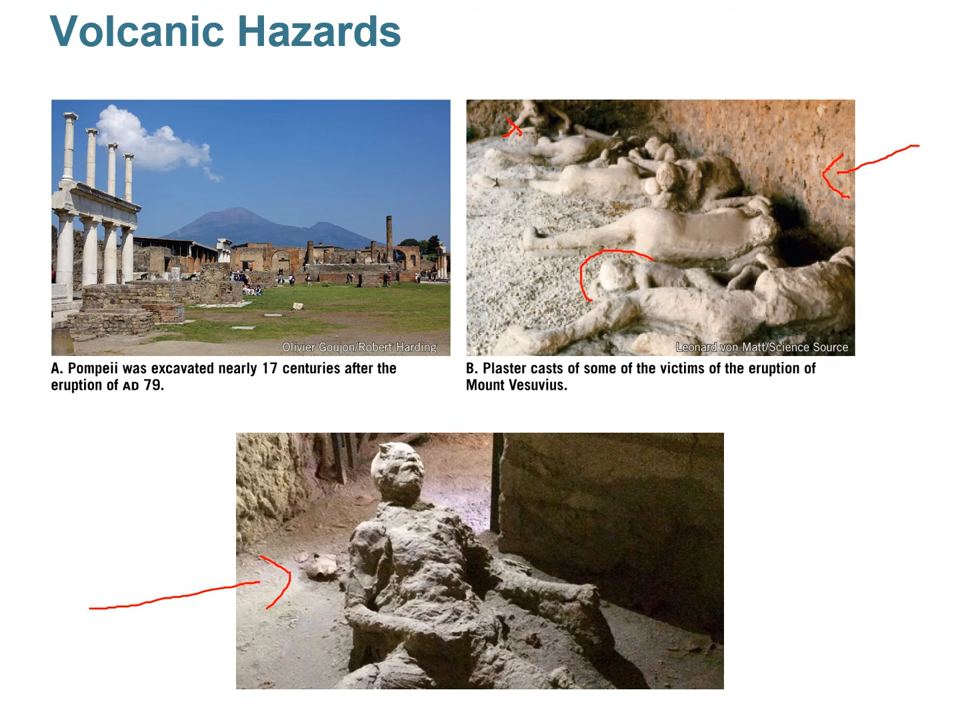 Volcanic Hazards
Olivier Goujon/Robert Harding
Leonard von Matt/Science Source
A. Pompeii was excavated nearly 17 centuries after the
eruption of AD 79.
B. Plaster casts of some of the victims of the eruption of
Mount Vesuvius.